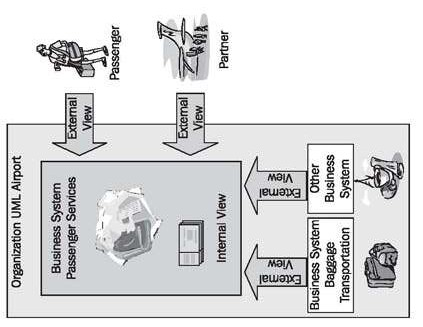 Passenger
Partner
External
View
External
View
Organization UML Airport
Business System
Passenger Services
Internal View
External
View
External
View
Other
Business
System
Business System
Baggage
Transportation